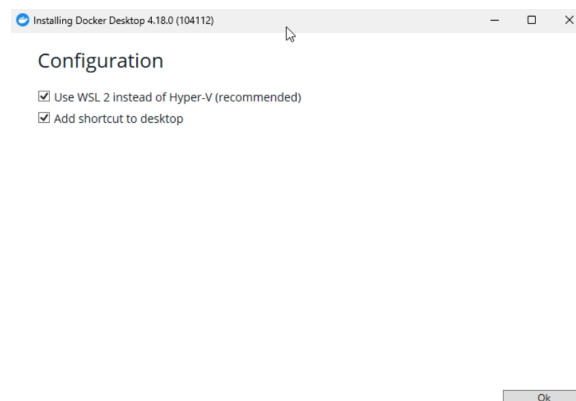 Installing Docker Desktop 4.18.0 (104112)
Configuration
Use WSL 2 instead of Hyper-V (recommended)
Add shortcut to desktop
Ok